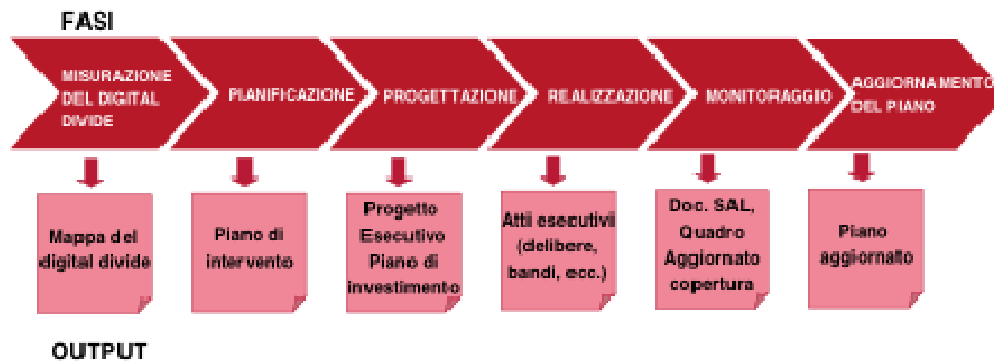 FASI
MISURAZIONE
DEL DIGITAL
DIVIDE
PIANIFICAZIONE
PROGETTAZIONE
REALIZZAZIONE
MONITORAGGIO
AGGIORNAMENTO
DEL PIANO
Mappa del
digital divide
Piano di
intervento
Progetto
Esecutivo
Piano di
investimento
Atti esecutivi
(delibere,
bandi, ecc.)
Doc. SAL,
Quadro
Aggiornato
copertura
Piano
aggiornato
OUTPUT